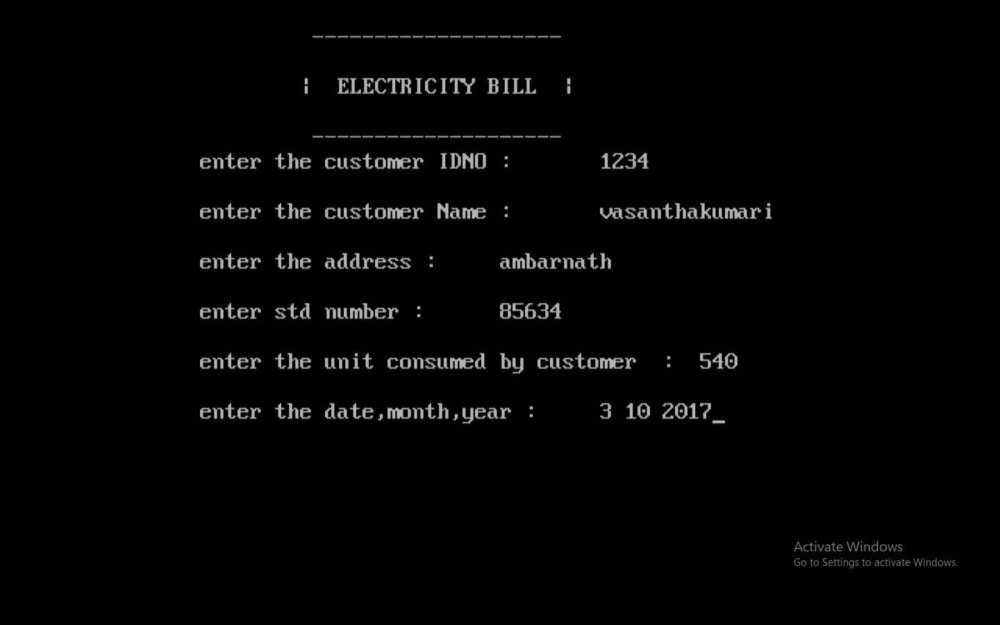 --------------------
¦  ELECTRICITY BILL  ¦
--------------------
enter the customer IDNO :       1234
enter the customer Name :       vasanthakumari
enter the address :     ambarnath
enter std number :      85634
enter the unit consumed by customer  :  540
enter the date,month,year :     3 10 2017_
Activate Windows
Go to Settings to activate Windows.